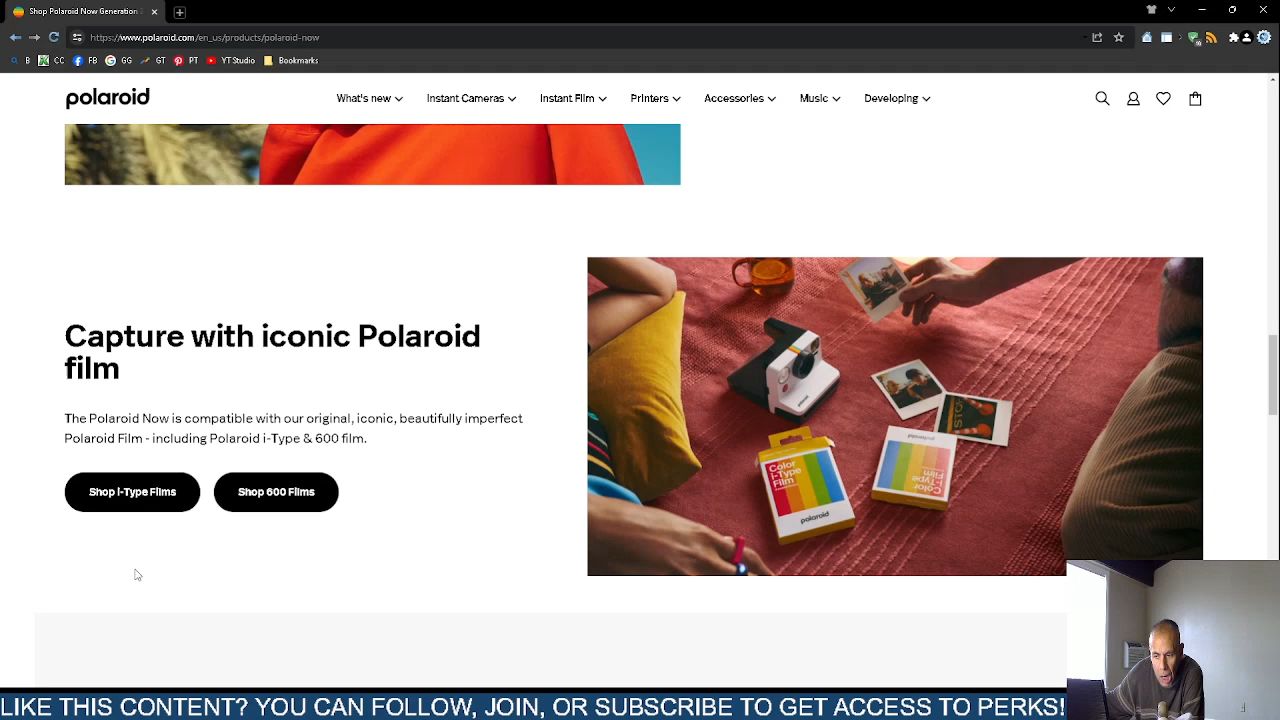 Shop Polaroid Now Generation
https://www.polaroid.com/en_us/products/polaroid-now
B CC FB GG GT PT YT Studio Bookmarks
polaroid
What's new Instant Cameras Instant Film Printers Accessories Music Developing
Capture with iconic Polaroid
film
The Polaroid Now is compatible with our original, iconic, beautifully imperfect
Polaroid Film - including Polaroid i-Type & 600 film.
Shop i-Type Films Shop 600 Films
Color
i-Type
Film
polaroid
polaroid
Color
i-Type
Film
LIKE THIS CONTENT? YOU CAN FOLLOW, JOIN, OR SUBSCRIBE TO GET ACCESS TO PERKS!